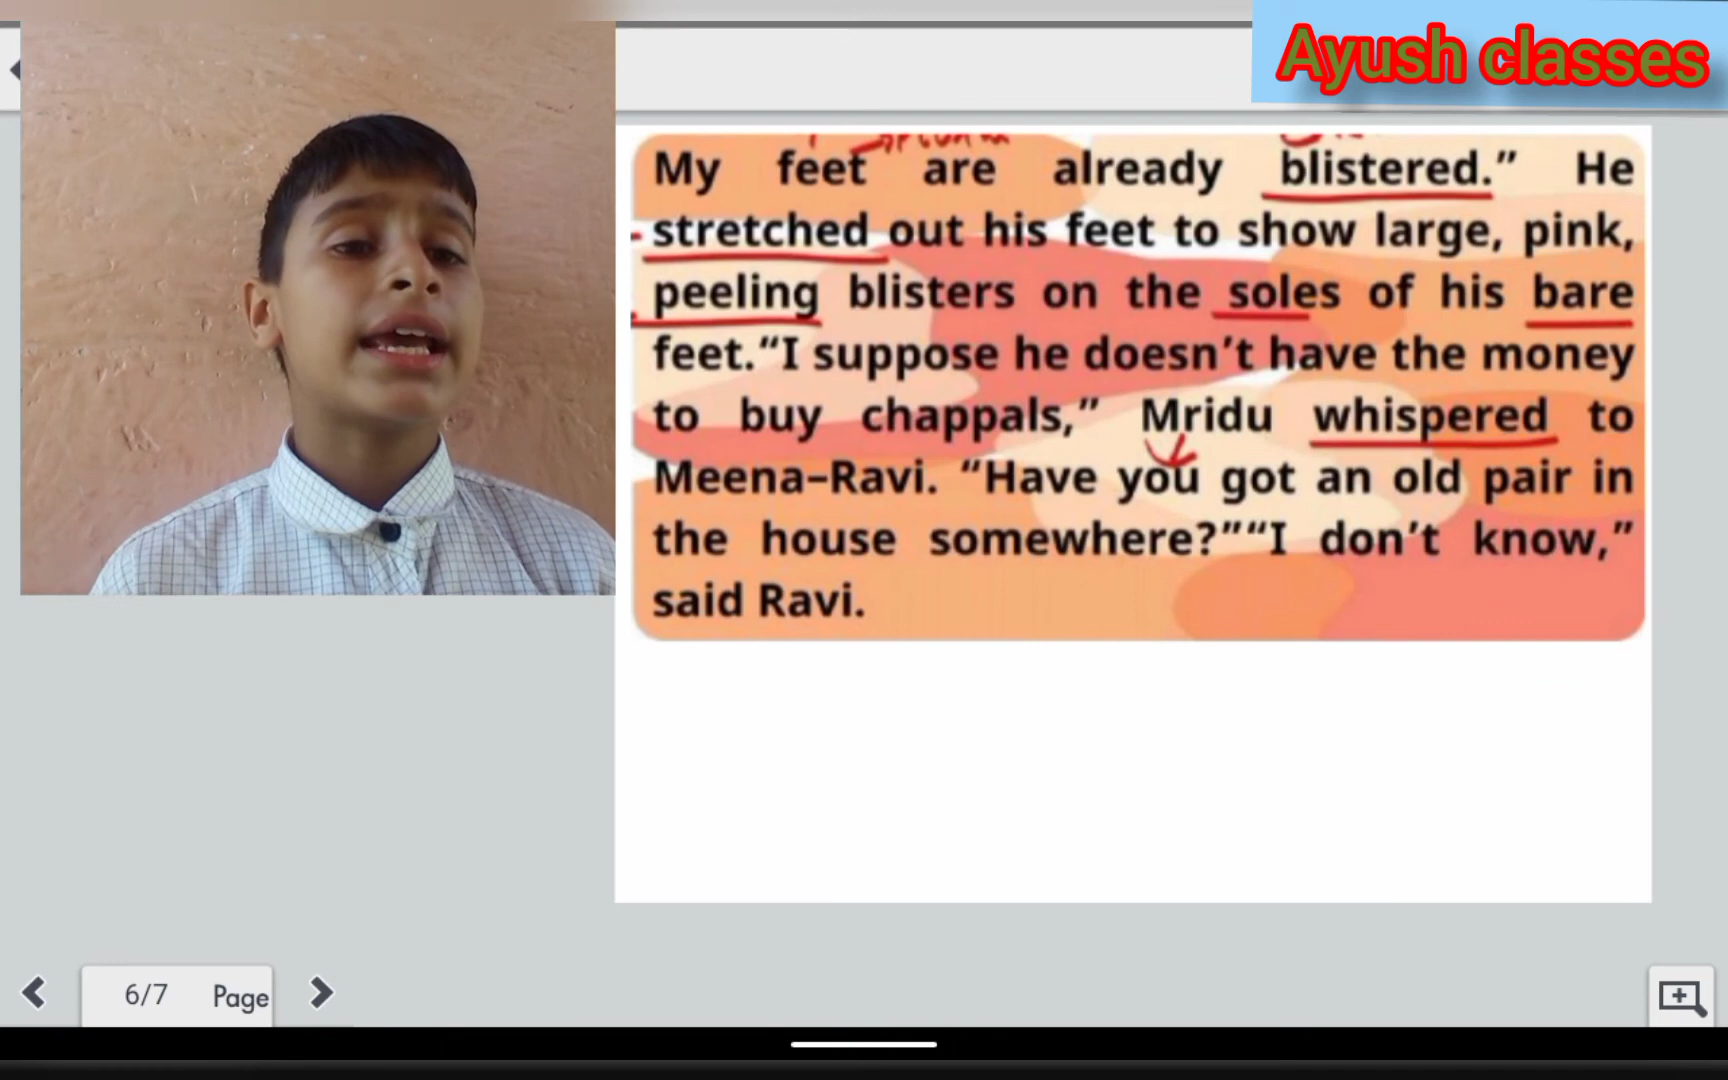 Ayush classes
My feet are already blistered.” He
stretched out his feet to show large, pink,
peeling blisters on the soles of his bare
feet.“I suppose he doesn’t have the money
to buy chappals,” Mridu whispered to
Meena–Ravi. “Have you got an old pair in
the house somewhere?”“I don’t know,”
said Ravi.
6/7 Page